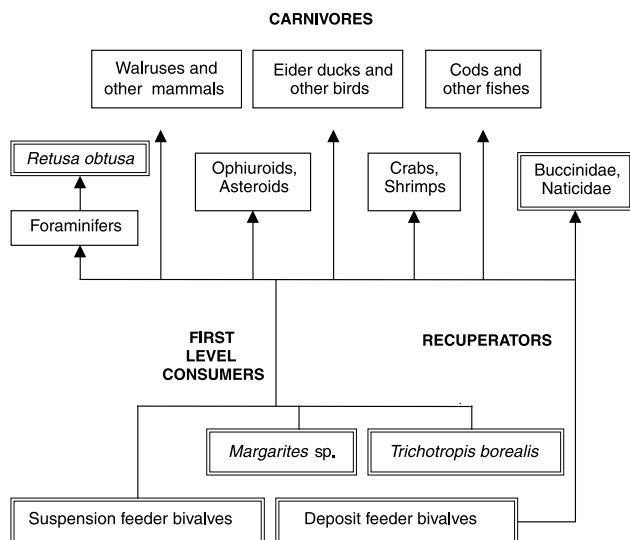 CARNIVORES
Walruses and
other mammals
Eider ducks and
other birds
Cods and
other fishes
Retusa obtusa
Ophiuroids,
Asteroids
Crabs,
Shrimps
Buccinidae,
Naticidae
Foraminifers
FIRST
LEVEL
CONSUMERS
RECUPERATORS
Margarites sp.
Trichotropis borealis
Suspension feeder bivalves
Deposit feeder bivalves